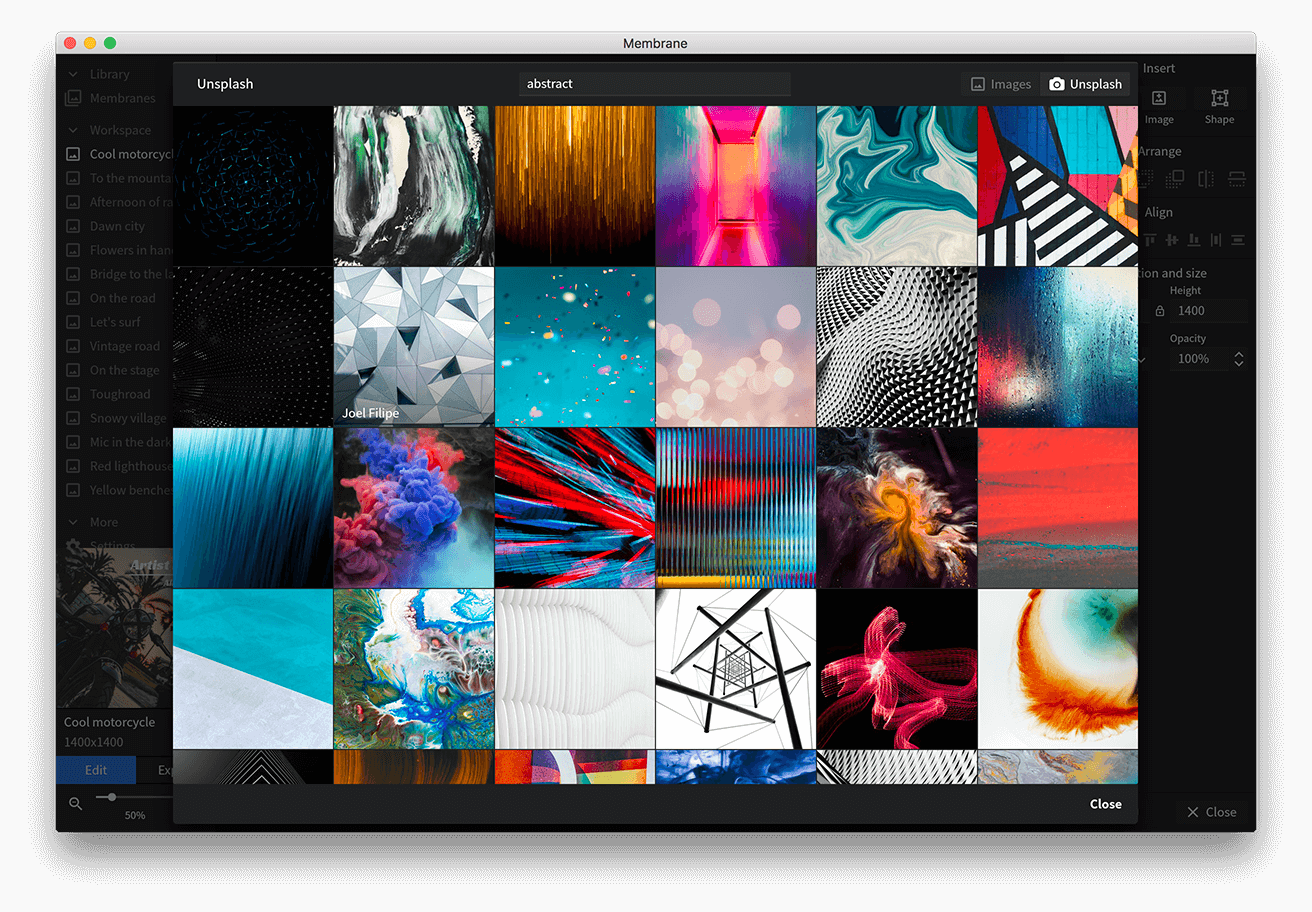 Membrane
Library
Membranes
Workspace
Cool motorcycl
To the mounta
Afternoon of ra
Dawn city
Flowers in han
Bridge to the la
On the road
Let's surf
Vintage road
On the stage
Toughroad
Snowy village
Mic in the dark
Red lighthouse
Yellow benche
More
Settings
Artist
Cool motorcycle
1400x1400
Edit
Exp
50%
Unsplash
abstract
Images
Unsplash
Joel Filipe
Close
Insert
Image
Shape
Arrange
Align
tion and size
Height
1400
Opacity
100%
Close